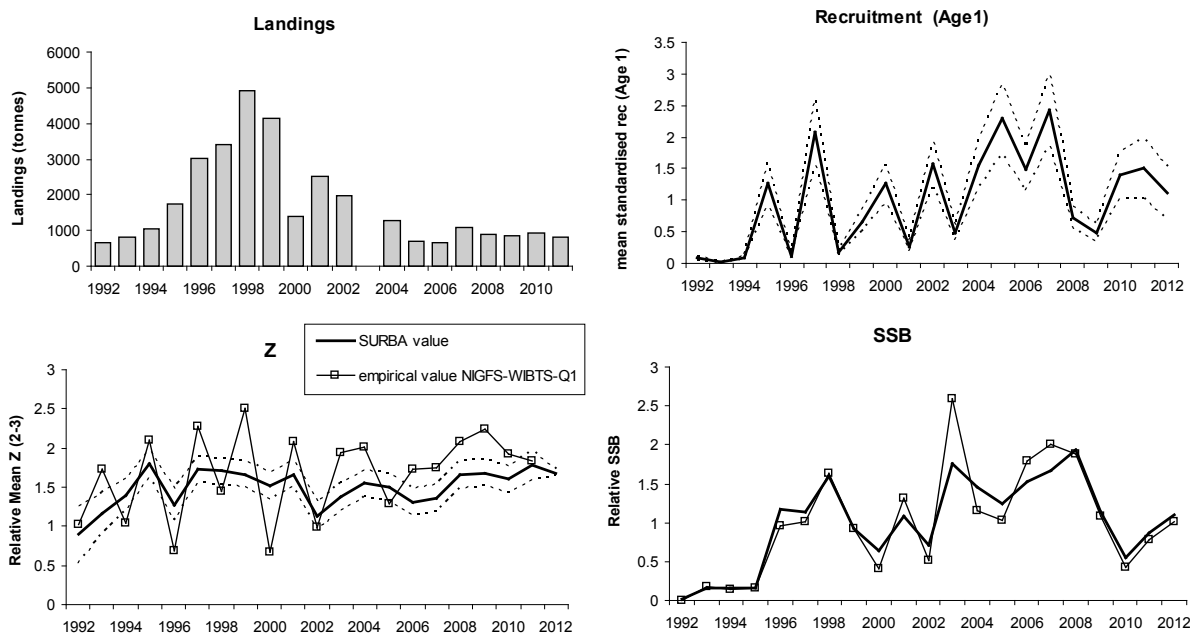 Landings
Landings (tonnes)
6000
5000
4000
3000
2000
1000
0
1992 1994 1996 1998 2000 2002 2004 2006 2008 2010
Recruitment (Age1)
mean standardised rec (Age 1)
3.5
3
2.5
2
1.5
1
0.5
0
1992 1994 1996 1998 2000 2002 2004 2006 2008 2010 2012
Z
SURBA value
empirical value NIGFS-WIBTS-Q1
Relative Mean Z (2-3)
3
2.5
2
1.5
1
0.5
0
1992 1994 1996 1998 2000 2002 2004 2006 2008 2010 2012
SSB
Relative SSB
3
2.5
2
1.5
1
0.5
0
1992 1994 1996 1998 2000 2002 2004 2006 2008 2010 2012